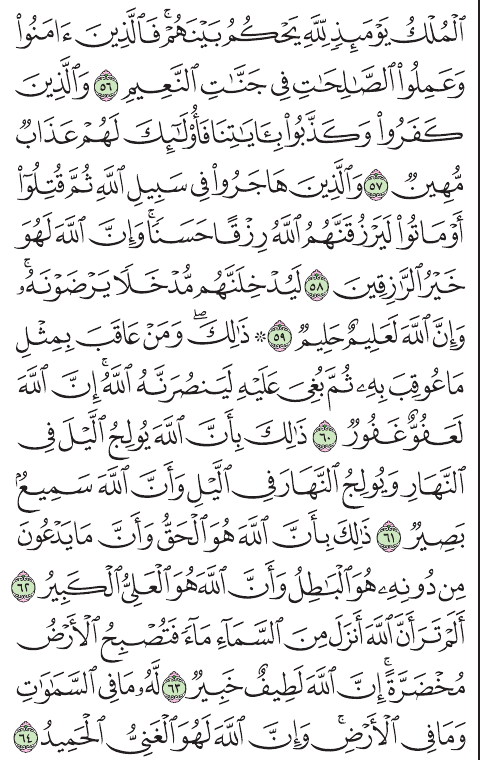 ٱلْمُلْكُ يَوْمَئِذٍ لِّلَّهِ يَحْكُمُ بَيْنَهُمْ ۚ فَٱلَّذِينَ ءَامَنُوا۟
وَعَمِلُوا۟ ٱلصَّـٰلِحَـٰتِ فِى جَنَّـٰتِ ٱلنَّعِيمِ ٥٦ وَٱلَّذِينَ
كَفَرُوا۟ وَكَذَّبُوا۟ بِـَٔايَـٰتِنَا فَأُو۟لَـٰٓئِكَ لَهُمْ عَذَابٌ
مُّهِينٌ ٥٧ وَٱلَّذِينَ هَاجَرُوا۟ فِى سَبِيلِ ٱللَّهِ ثُمَّ قُتِلُوٓا۟
أَوْ مَاتُوا۟ لَيَرْزُقَنَّهُمُ ٱللَّهُ رِزْقًا حَسَنًا ۚ وَإِنَّ ٱللَّهَ لَهُوَ
خَيْرُ ٱلرَّٰزِقِينَ ٥٨ لَيُدْخِلَنَّهُم مُّدْخَلًا يَرْضَوْنَهُۥ ۗ
وَإِنَّ ٱللَّهَ لَعَلِيمٌ حَلِيمٌ ٥٩ ۞ ذَٰلِكَ ۖ وَمَنْ عَاقَبَ بِمِثْلِ
مَا عُوقِبَ بِهِۦ ثُمَّ بُغِىَ عَلَيْهِ لَيَنصُرَنَّهُ ٱللَّهُ ۗ إِنَّ ٱللَّهَ
لَعَفُوٌّ غَفُورٌ ٦٠ ذَٰلِكَ بِأَنَّ ٱللَّهَ يُولِجُ ٱلَّيْلَ فِى
ٱلنَّهَارِ وَيُولِجُ ٱلنَّهَارَ فِى ٱلَّيْلِ وَأَنَّ ٱللَّهَ سَمِيعٌۢ
بَصِيرٌ ٦١ ذَٰلِكَ بِأَنَّ ٱللَّهَ هُوَ ٱلْحَقُّ وَأَنَّ مَا يَدْعُونَ
مِن دُونِهِۦ هُوَ ٱلْبَـٰطِلُ وَأَنَّ ٱللَّهَ هُوَ ٱلْعَلِىُّ ٱلْكَبِيرُ ٦٢
أَلَمْ تَرَ أَنَّ ٱللَّهَ أَنزَلَ مِنَ ٱلسَّمَآءِ مَآءً فَتُصْبِحُ ٱلْأَرْضُ
مُخْضَرَّةً ۗ إِنَّ ٱللَّهَ لَطِيفٌ خَبِيرٌ ٦٣ لَّهُۥ مَا فِى ٱلسَّمَـٰوَٰتِ
وَمَا فِى ٱلْأَرْضِ ۗ وَإِنَّ ٱللَّهَ لَهُوَ ٱلْغَنِىُّ ٱلْحَمِيدُ ٦٤